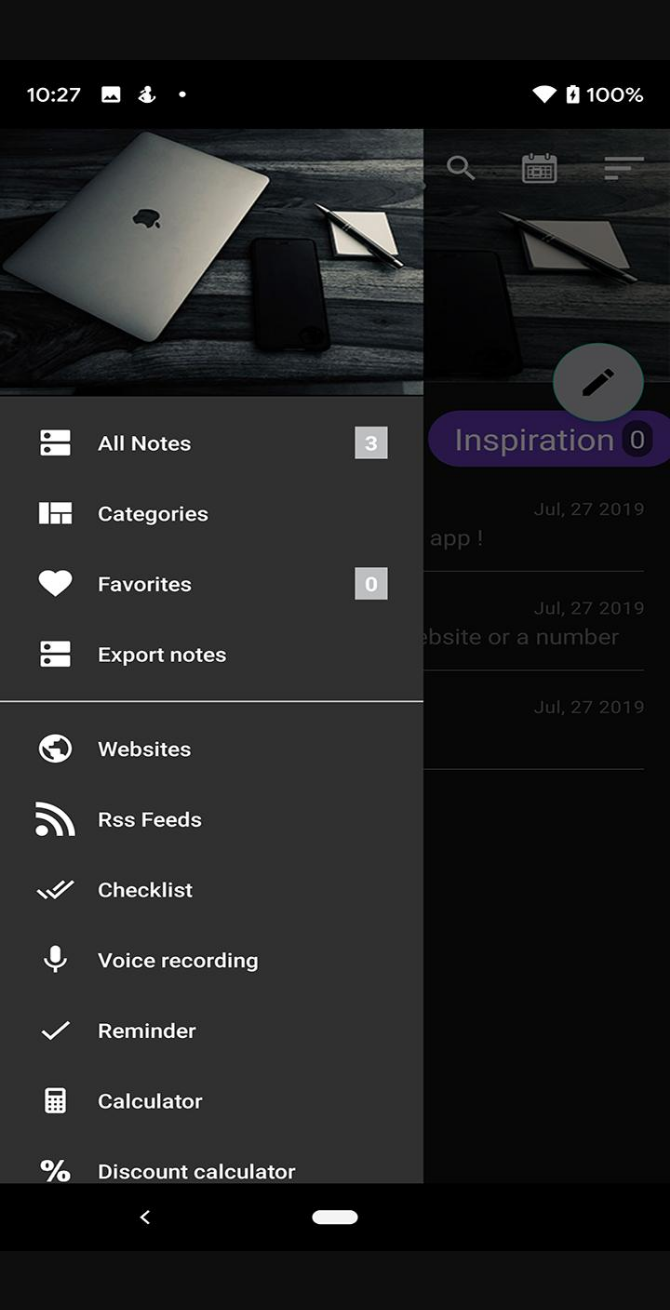 10:27
100%
All Notes 3
Categories
Favorites 0
Export notes
Websites
Rss Feeds
Checklist
Voice recording
Reminder
Calculator
Discount calculator
Inspiration 0
Jul, 27 2019
app !
Jul, 27 2019
or a number
Jul, 27 2019